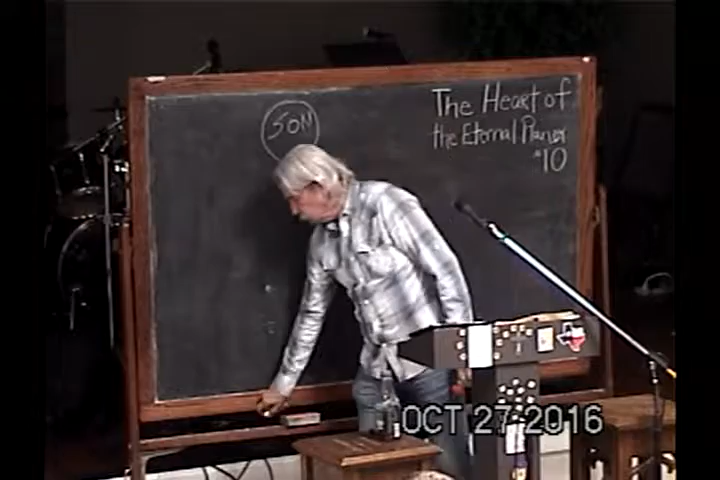 SON
The Heart of
the Eternal Planer
#10
OCT 27 2016